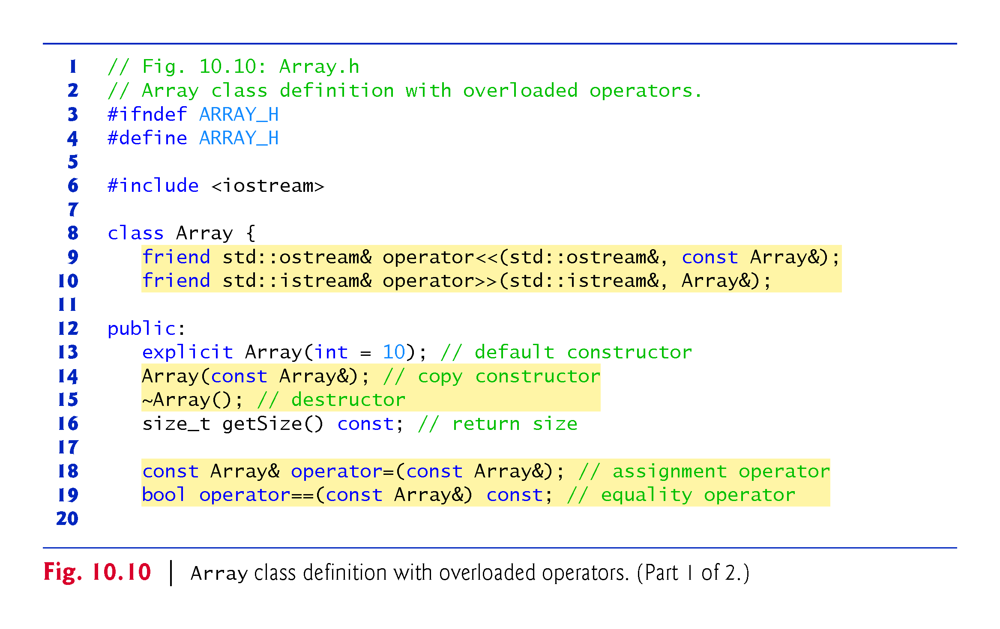 1 // Fig. 10.10: Array.h
2 // Array class definition with overloaded operators.
3 #ifndef ARRAY_H
4 #define ARRAY_H
5
6 #include <iostream>
7
8 class Array {
9    friend std::ostream& operator<<(std::ostream&, const Array&);
10    friend std::istream& operator>>(std::istream&, Array&);
11
12 public:
13    explicit Array(int = 10); // default constructor
14    Array(const Array&); // copy constructor
15    ~Array(); // destructor
16    size_t getSize() const; // return size
17
18    const Array& operator=(const Array&); // assignment operator
19    bool operator==(const Array&) const; // equality operator
20
Fig. 10.10 | Array class definition with overloaded operators. (Part 1 of 2.)